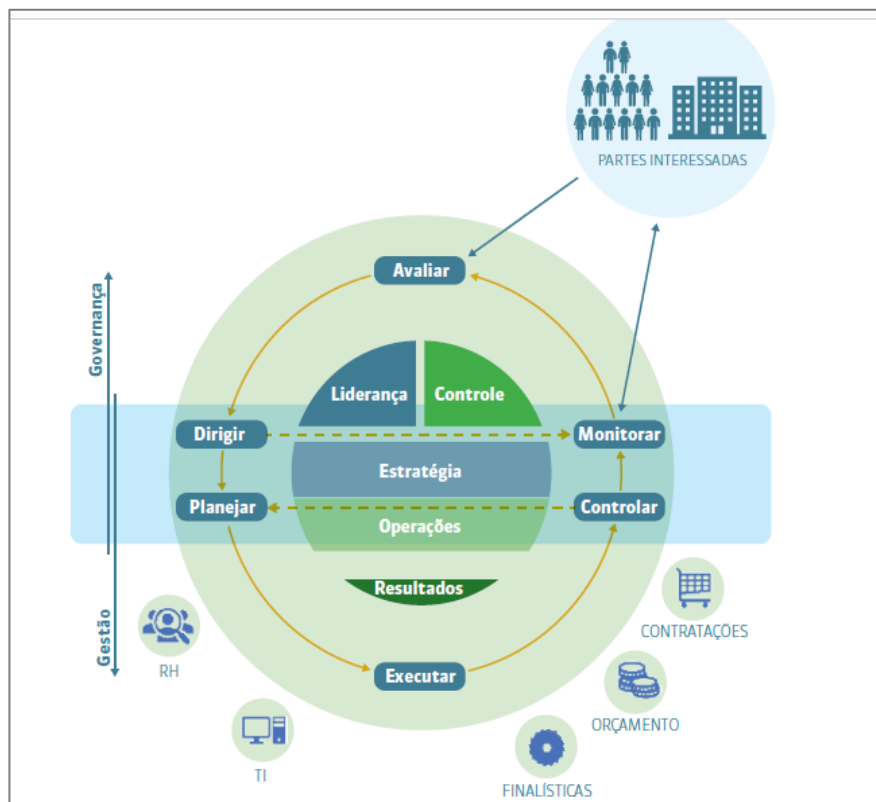 PARTES INTERESSADAS
Avaliar
Governança
Liderança
Controle
Dirigir
Monitorar
Estratégia
Planejar
Controlar
Operações
Resultados
Gestão
CONTRATAÇÕES
RH
Executar
ORÇAMENTO
TI
FINALÍSTICAS